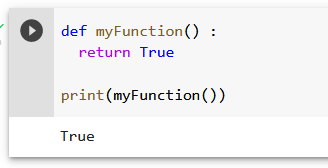 def myFunction() :
  return True
print(myFunction())
True